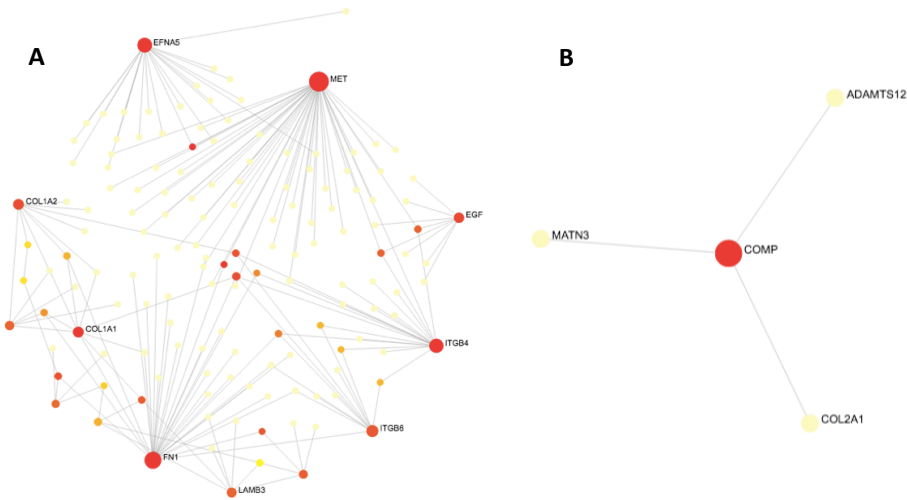 A
EFNA5
MET
COL1A2
EGF
COL1A1
ITGB4
ITGB6
FN1
LAMB3
B
ADAMTS12
MATN3
COMP
COL2A1